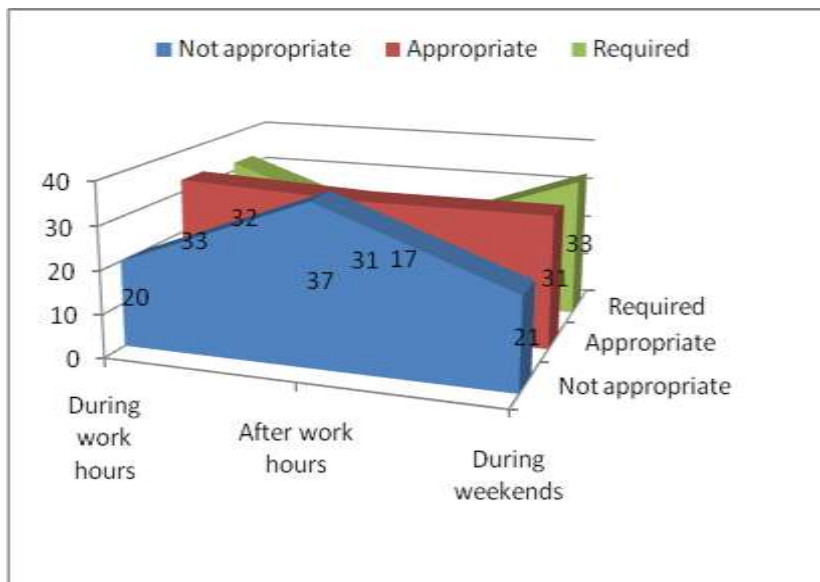 Not appropriate Appropriate Required
40
30
20
10
0
20 33 32
37 31 17
21 31 33
Required
Appropriate
Not appropriate
During
work
hours
After work
hours
During
weekends